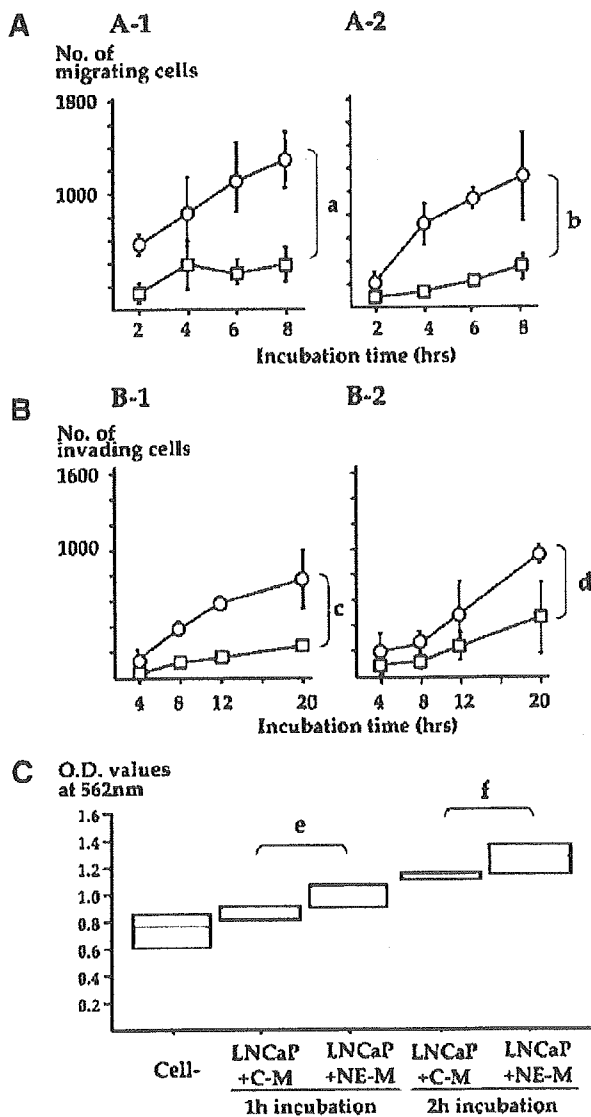 A A-1 A-2
No. of
migrating cells
1800
1000
a
b
2 4 6 8 2 4 6 8
Incubation time (hrs)
B B-1 B-2
No. of
invading cells
1600
1000
c
d
4 8 12 20 4 8 12 20
Incubation time (hrs)
C O.D. values
at 562nm
1.6
1.4
1.2
1.0
0.8
0.6
0.4
0.2
e
f
Cell-
LNCaP LNCaP LNCaP LNCaP
+C-M +NE-M +C-M +NE-M
1h incubation 2h incubation